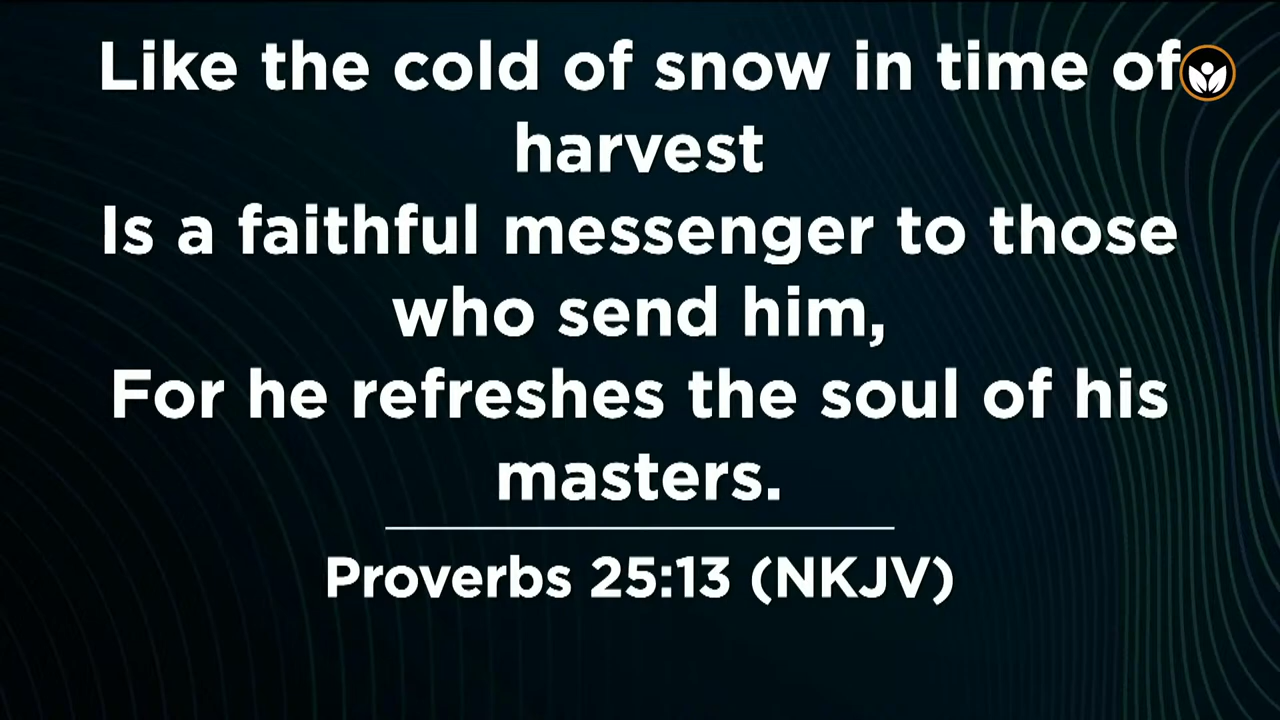 Like the cold of snow in time of
harvest
Is a faithful messenger to those
who send him,
For he refreshes the soul of his
masters.
Proverbs 25:13 (NKJV)